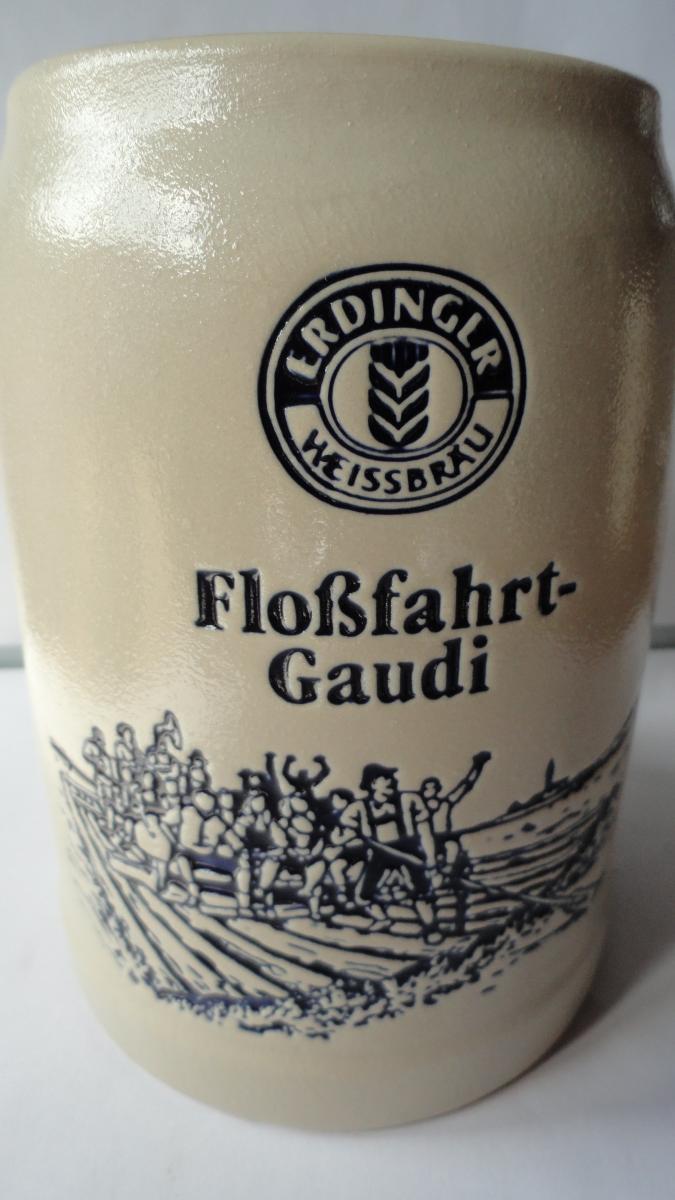 ERDINGER
WEISSBRÄU
Floßfahrt-
Gaudi